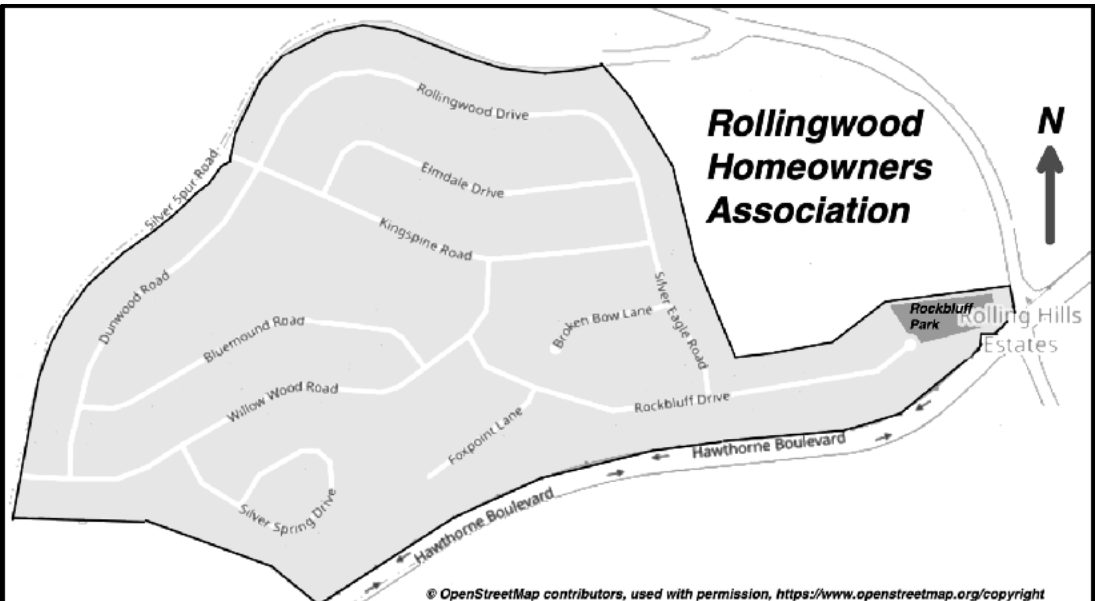 Rollingwood Drive
Rollingwood
Homeowners
Association
N
Elmdale Drive
Silver Spur Road
Kingspine Road
Dunwood Road
Silver Eagle Road
Broken Bow Lane
Bluemound Road
Rockbluff
Park
Rolling Hills
Estates
Willow Wood Road
Rockbluff Drive
Foxpoint Lane
Hawthorne Boulevard
Silver Spring Drive
Hawthorne Boulevard
© OpenStreetMap contributors, used with permission, https://www.openstreetmap.org/copyright